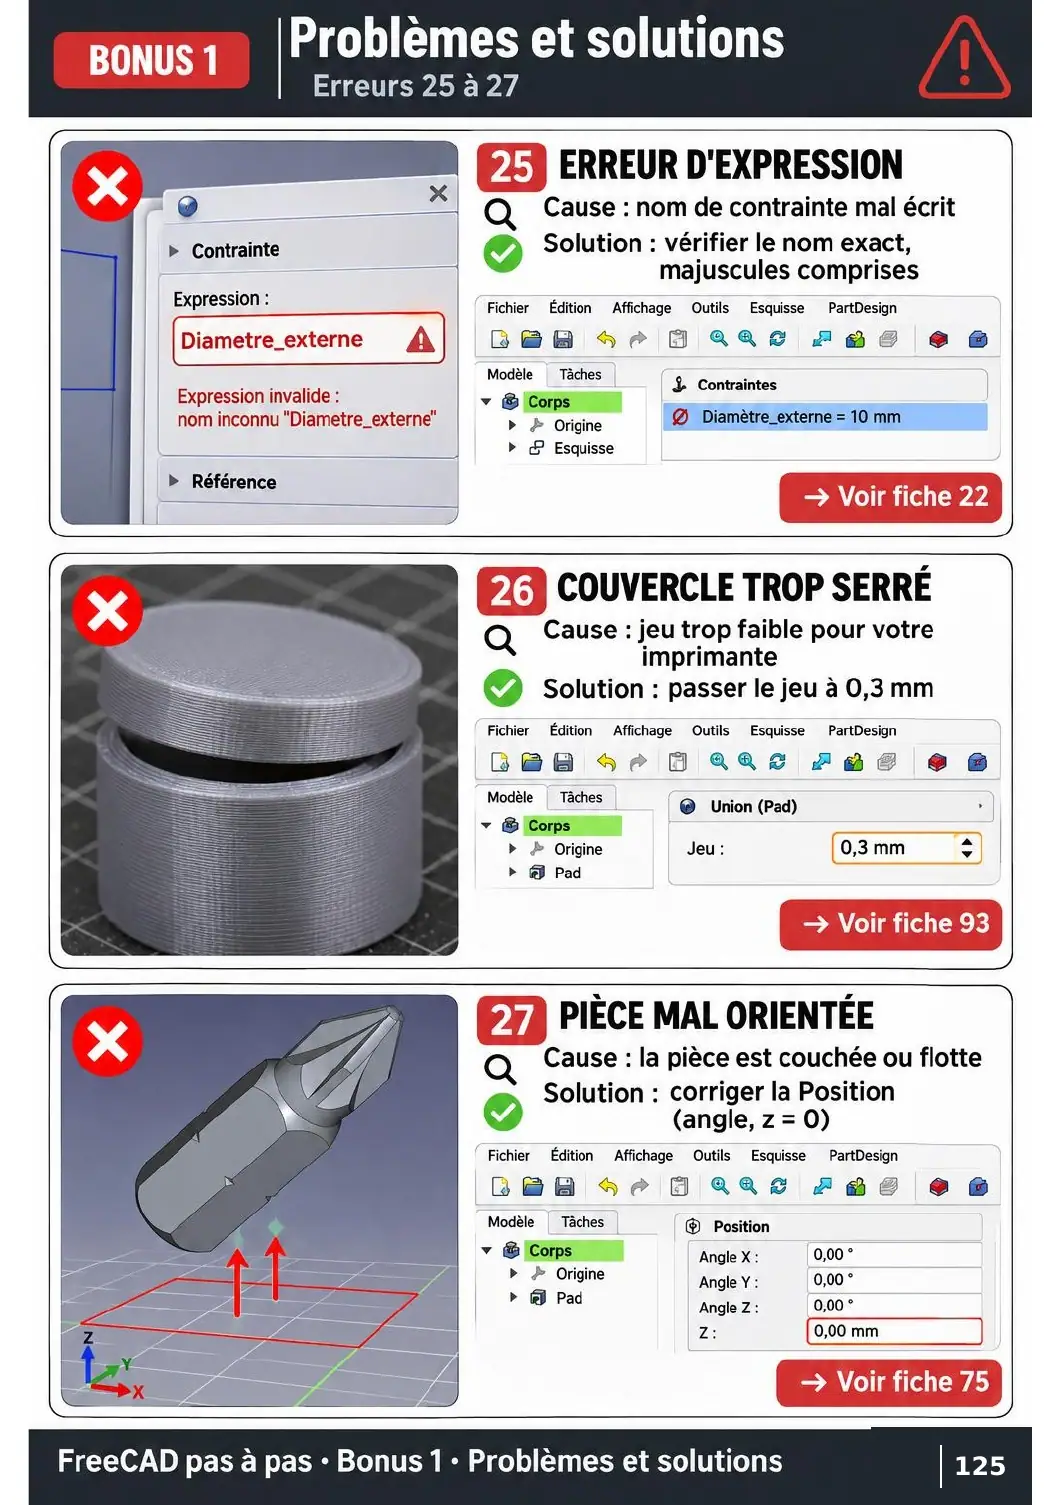 BONUS 1
Problèmes et solutions
Erreurs 25 à 27
Contrainte
Expression :
Diametre_externe
Expression invalide :
nom inconnu "Diametre_externe"
Référence
25 ERREUR D'EXPRESSION
Cause : nom de contrainte mal écrit
Solution : vérifier le nom exact,
majuscules comprises
Fichier Édition Affichage Outils Esquisse PartDesign
Modèle Tâches
Corps
Origine
Esquisse
Contraintes
Diamètre_externe = 10 mm
→ Voir fiche 22
26 COUVERCLE TROP SERRÉ
Cause : jeu trop faible pour votre
imprimante
Solution : passer le jeu à 0,3 mm
Fichier Édition Affichage Outils Esquisse PartDesign
Modèle Tâches
Corps
Origine
Pad
Union (Pad)
Jeu : 0,3 mm
→ Voir fiche 93
Z
Y
X
27 PIÈCE MAL ORIENTÉE
Cause : la pièce est couchée ou flotte
Solution : corriger la Position
(angle, z = 0)
Fichier Édition Affichage Outils Esquisse PartDesign
Modèle Tâches
Corps
Origine
Pad
Position
Angle X : 0,00 °
Angle Y : 0,00 °
Angle Z : 0,00 °
Z : 0,00 mm
→ Voir fiche 75
FreeCAD pas à pas • Bonus 1 • Problèmes et solutions
125